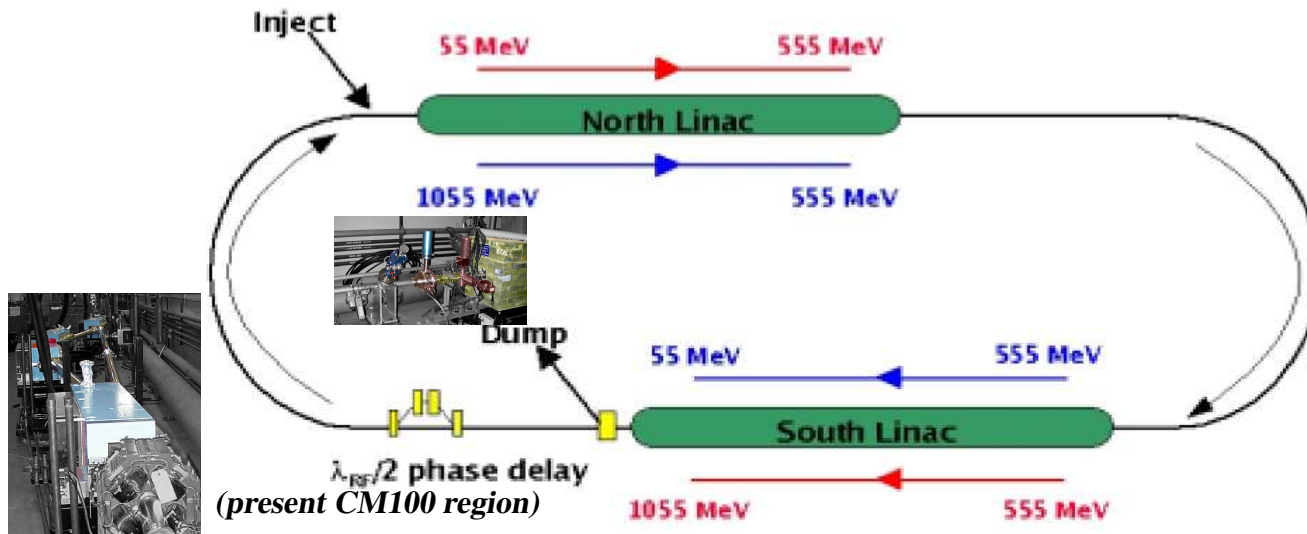 Inject
55 MeV 555 MeV
North Linac
1055 MeV 555 MeV
Dump
55 MeV 555 MeV
South Linac
λRF/2 phase delay
(present CM100 region)
1055 MeV 555 MeV